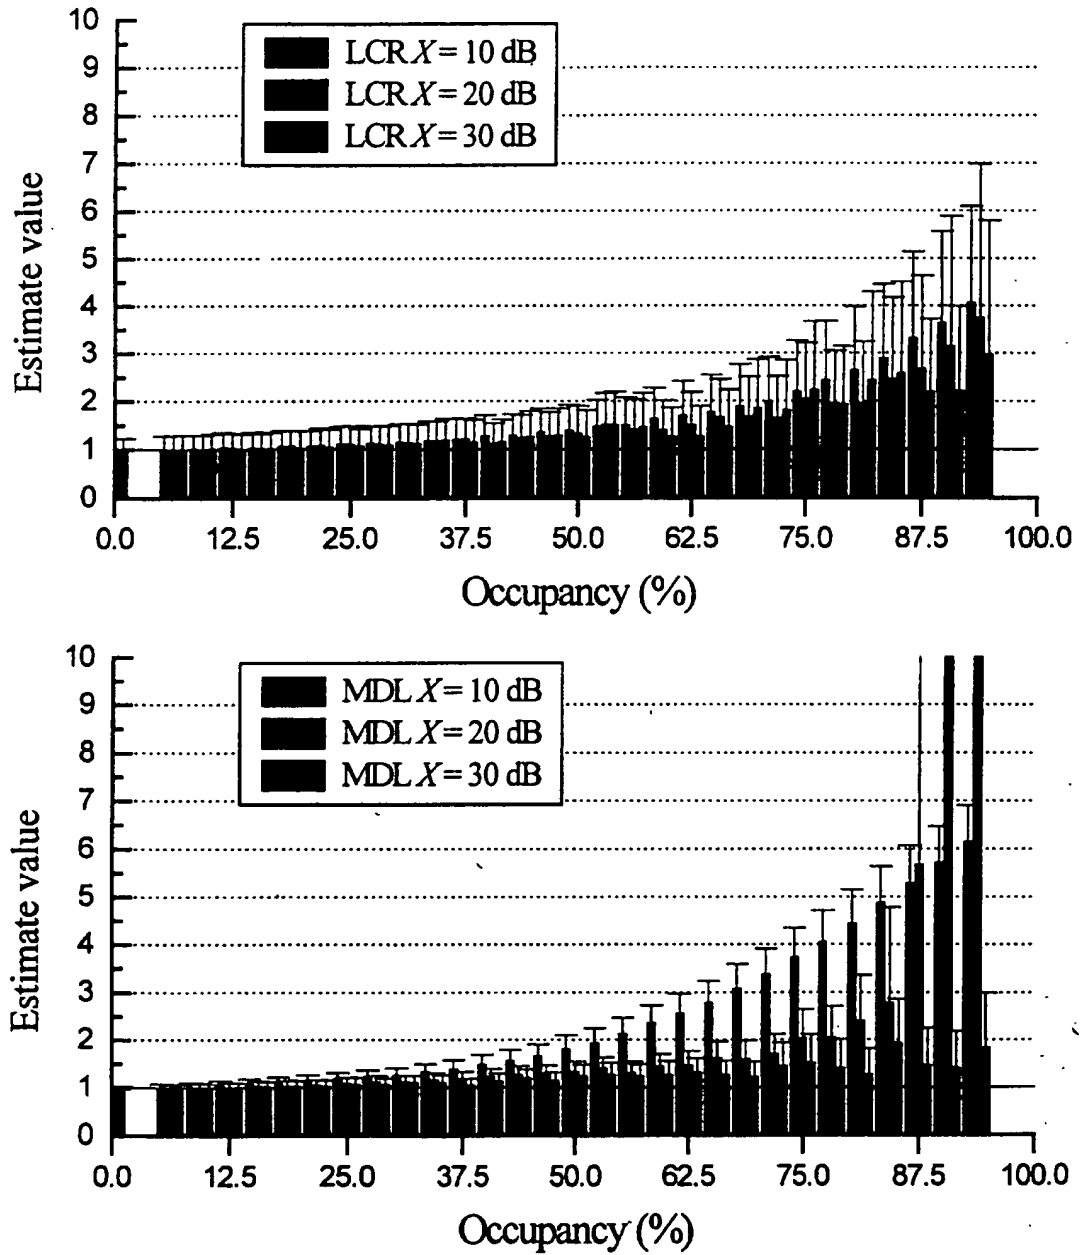 10
9
8
7
6
5
4
3
2
1
0
Estimate value
LCR X = 10 dB
LCR X = 20 dB
LCR X = 30 dB
0.0 12.5 25.0 37.5 50.0 62.5 75.0 87.5 100.0
Occupancy (%)
10
9
8
7
6
5
4
3
2
1
0
Estimate value
MDL X = 10 dB
MDL X = 20 dB
MDL X = 30 dB
0.0 12.5 25.0 37.5 50.0 62.5 75.0 87.5 100.0
Occupancy (%)